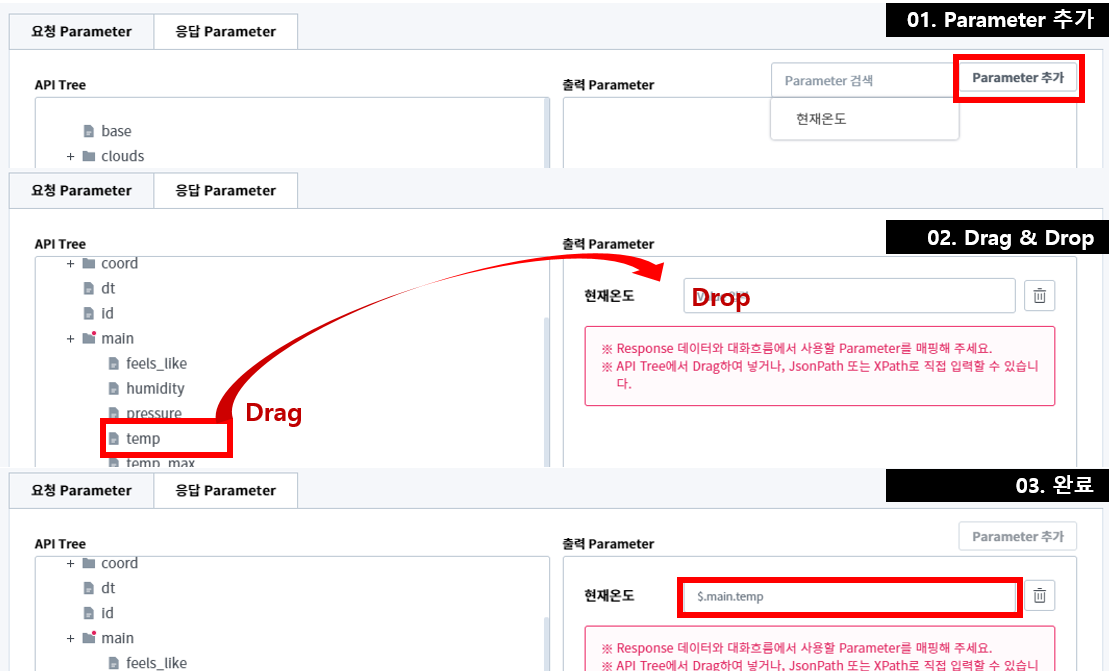 01. Parameter 추가
요청 Parameter
응답 Parameter
API Tree
출력 Parameter
Parameter 검색
Parameter 추가
현재온도
base
+ clouds
요청 Parameter
응답 Parameter
02. Drag & Drop
API Tree
출력 Parameter
+ coord
dt
id
+ main
feels_like
humidity
pressure
temp
temp_max
Drag
현재온도
Drop
※ Response 데이터와 대화흐름에서 사용할 Parameter를 매핑해 주세요.
※ API Tree에서 Drag하여 넣거나, JsonPath 또는 XPath로 직접 입력할 수 있습니
다.
03. 완료
요청 Parameter
응답 Parameter
Parameter 추가
API Tree
출력 Parameter
+ coord
dt
id
+ main
feels_like
현재온도
$.main.temp
※ Response 데이터와 대화흐름에서 사용할 Parameter를 매핑해 주세요.
※ API Tree에서 Drag하여 넣거나, JsonPath 또는 XPath로 직접 입력할 수 있습니